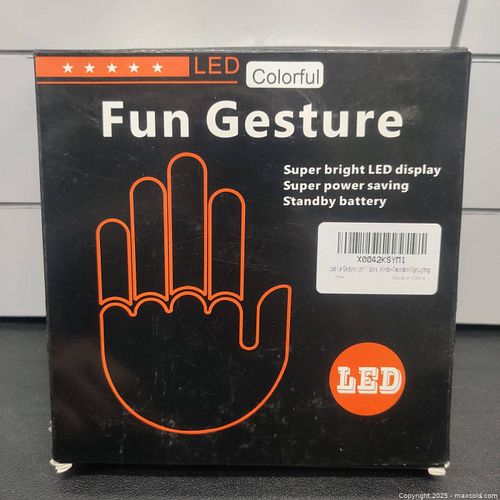 LED
Colorful
Fun Gesture
Super bright LED display
Super power saving
Standby battery
X0042KSYM1
LED
Copyright 2025 - maxsold.com